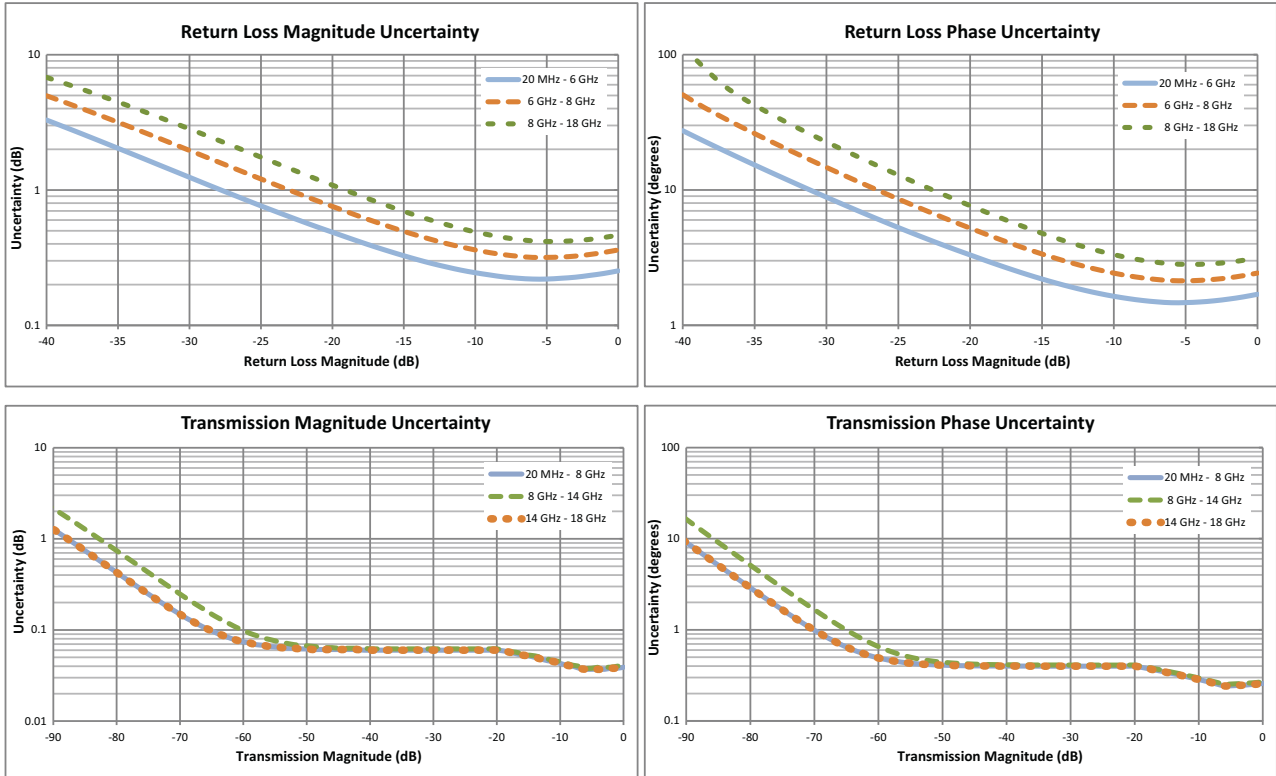 Return Loss Magnitude Uncertainty
10
1
0.1
Uncertainty (dB)
20 MHz - 6 GHz
6 GHz - 8 GHz
8 GHz - 18 GHz
-40 -35 -30 -25 -20 -15 -10 -5 0
Return Loss Magnitude (dB)
Return Loss Phase Uncertainty
100
10
1
Uncertainty (degrees)
20 MHz - 6 GHz
6 GHz - 8 GHz
8 GHz - 18 GHz
-40 -35 -30 -25 -20 -15 -10 -5 0
Return Loss Magnitude (dB)
Transmission Magnitude Uncertainty
10
1
0.1
0.01
Uncertainty (dB)
20 MHz - 8 GHz
8 GHz - 14 GHz
14 GHz - 18 GHz
-90 -80 -70 -60 -50 -40 -30 -20 -10 0
Transmission Magnitude (dB)
Transmission Phase Uncertainty
100
10
1
0.1
Uncertainty (degrees)
20 MHz - 8 GHz
8 GHz - 14 GHz
14 GHz - 18 GHz
-90 -80 -70 -60 -50 -40 -30 -20 -10 0
Transmission Magnitude (dB)